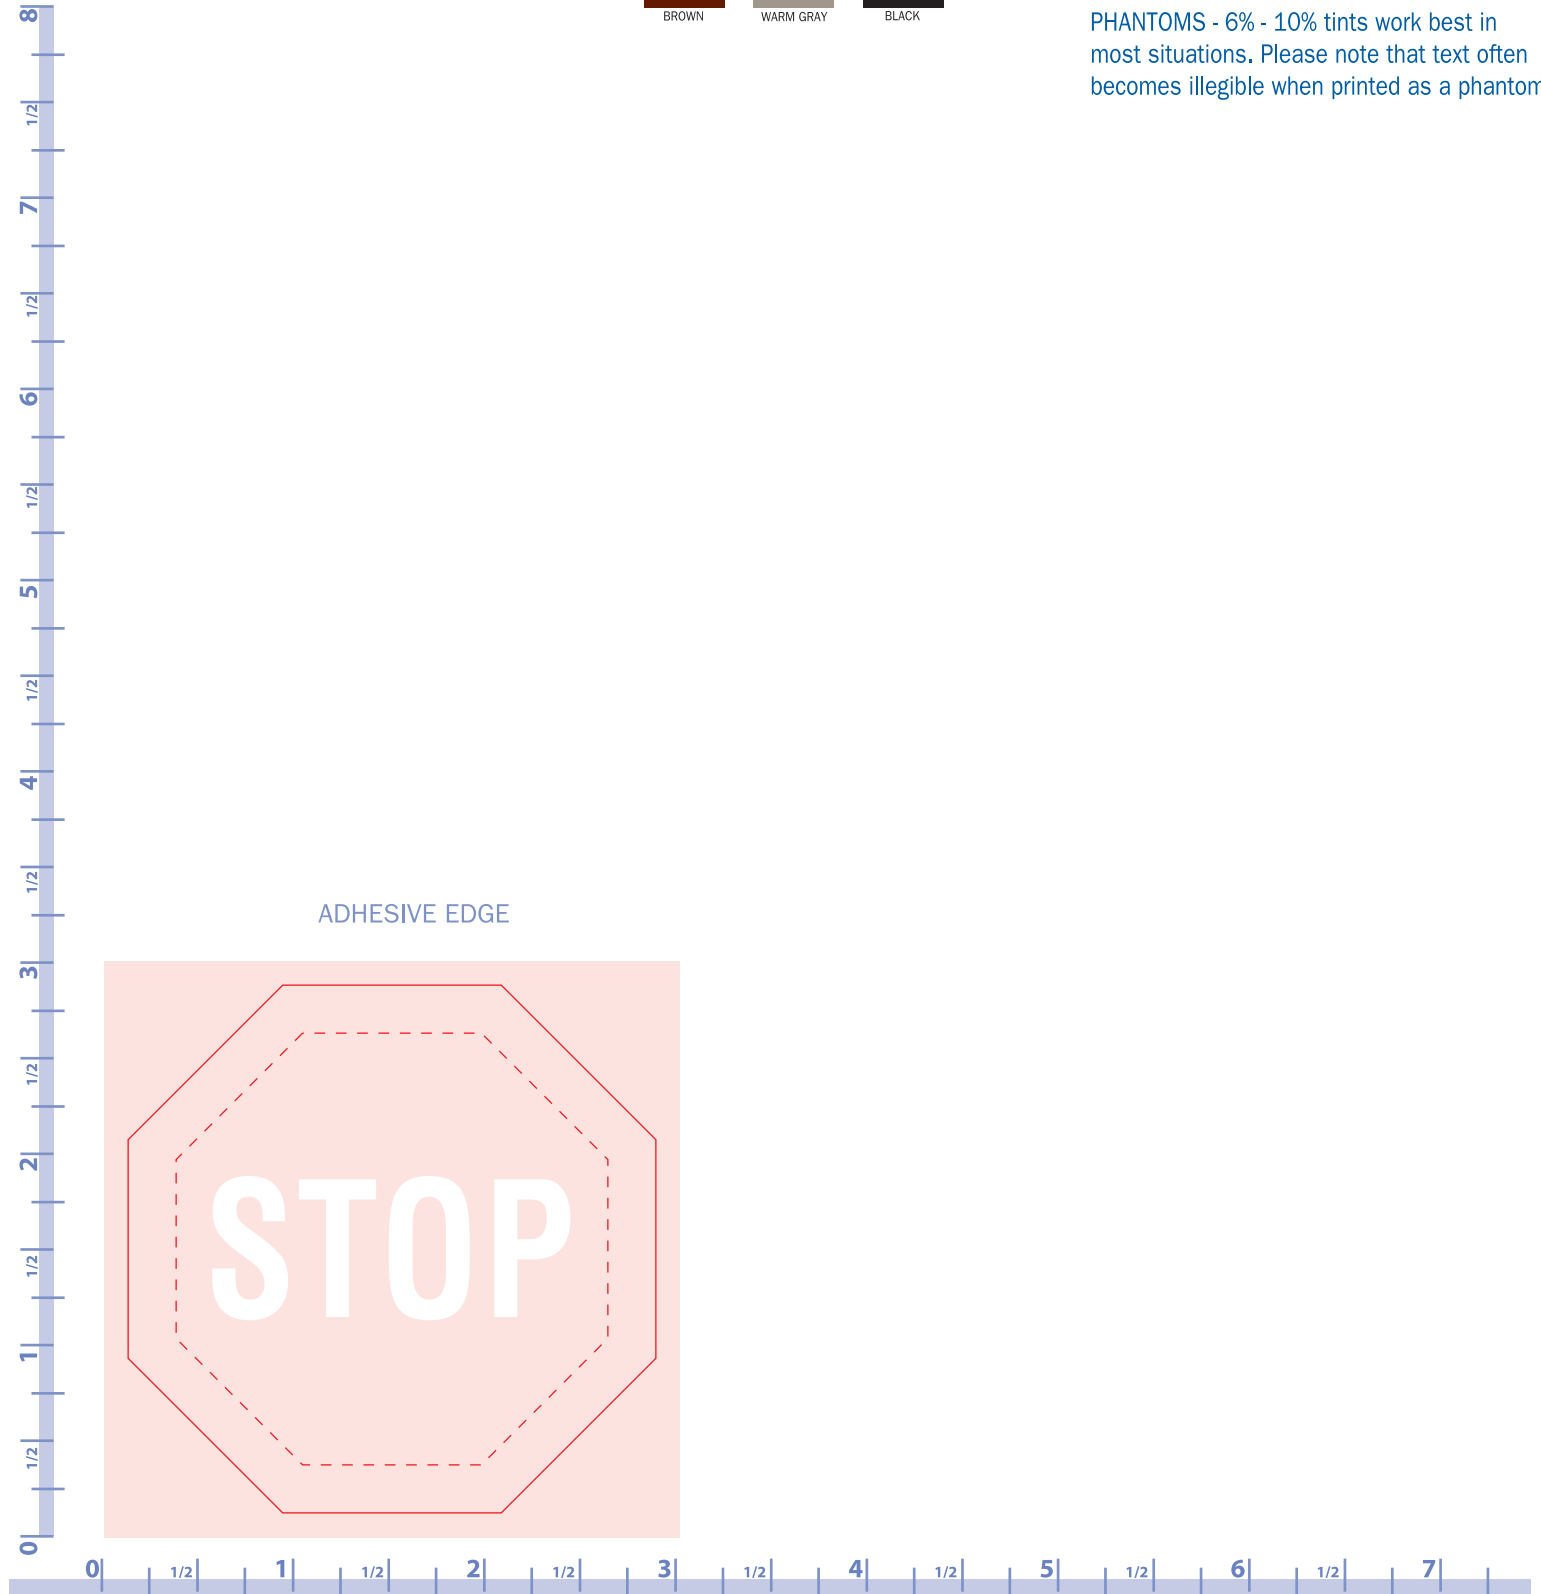 BROWN
WARM GRAY
BLACK
PHANTOMS - 6% - 10% tints work best in
most situations. Please note that text often
becomes illegible when printed as a phantom
8
1/2
7
1/2
6
1/2
5
1/2
4
1/2
3
1/2
2
1/2
1
1/2
0
ADHESIVE EDGE
STOP
0 1/2 1 1/2 2 1/2 3 1/2 4 1/2 5 1/2 6 1/2 7